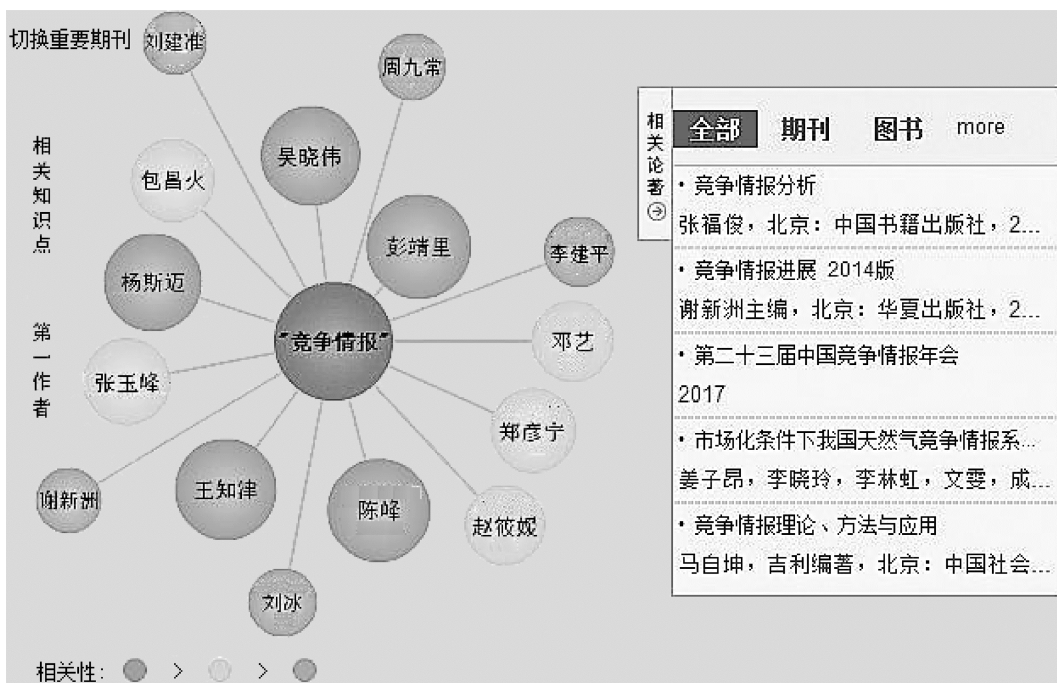 切换重要期刊
刘建准
周九常
吴晓伟
包昌火
彭靖里
李建平
杨斯迈
"竞争情报"
邓艺
张玉峰
郑彦宁
王知津
陈峰
谢新洲
赵筱媛
刘冰
相关知识点
第一作者
相关性： > >
相关论著
全部 期刊 图书 more
• 竞争情报分析
张福俊，北京：中国书籍出版社，2...
• 竞争情报进展 2014版
谢新洲主编，北京：华夏出版社，2...
• 第二十三届中国竞争情报年会
2017
• 市场化条件下我国天然气竞争情报系...
姜子昂，李晓玲，李林虹，文雯，成...
• 竞争情报理论、方法与应用
马自坤，吉利编著，北京：中国社会...